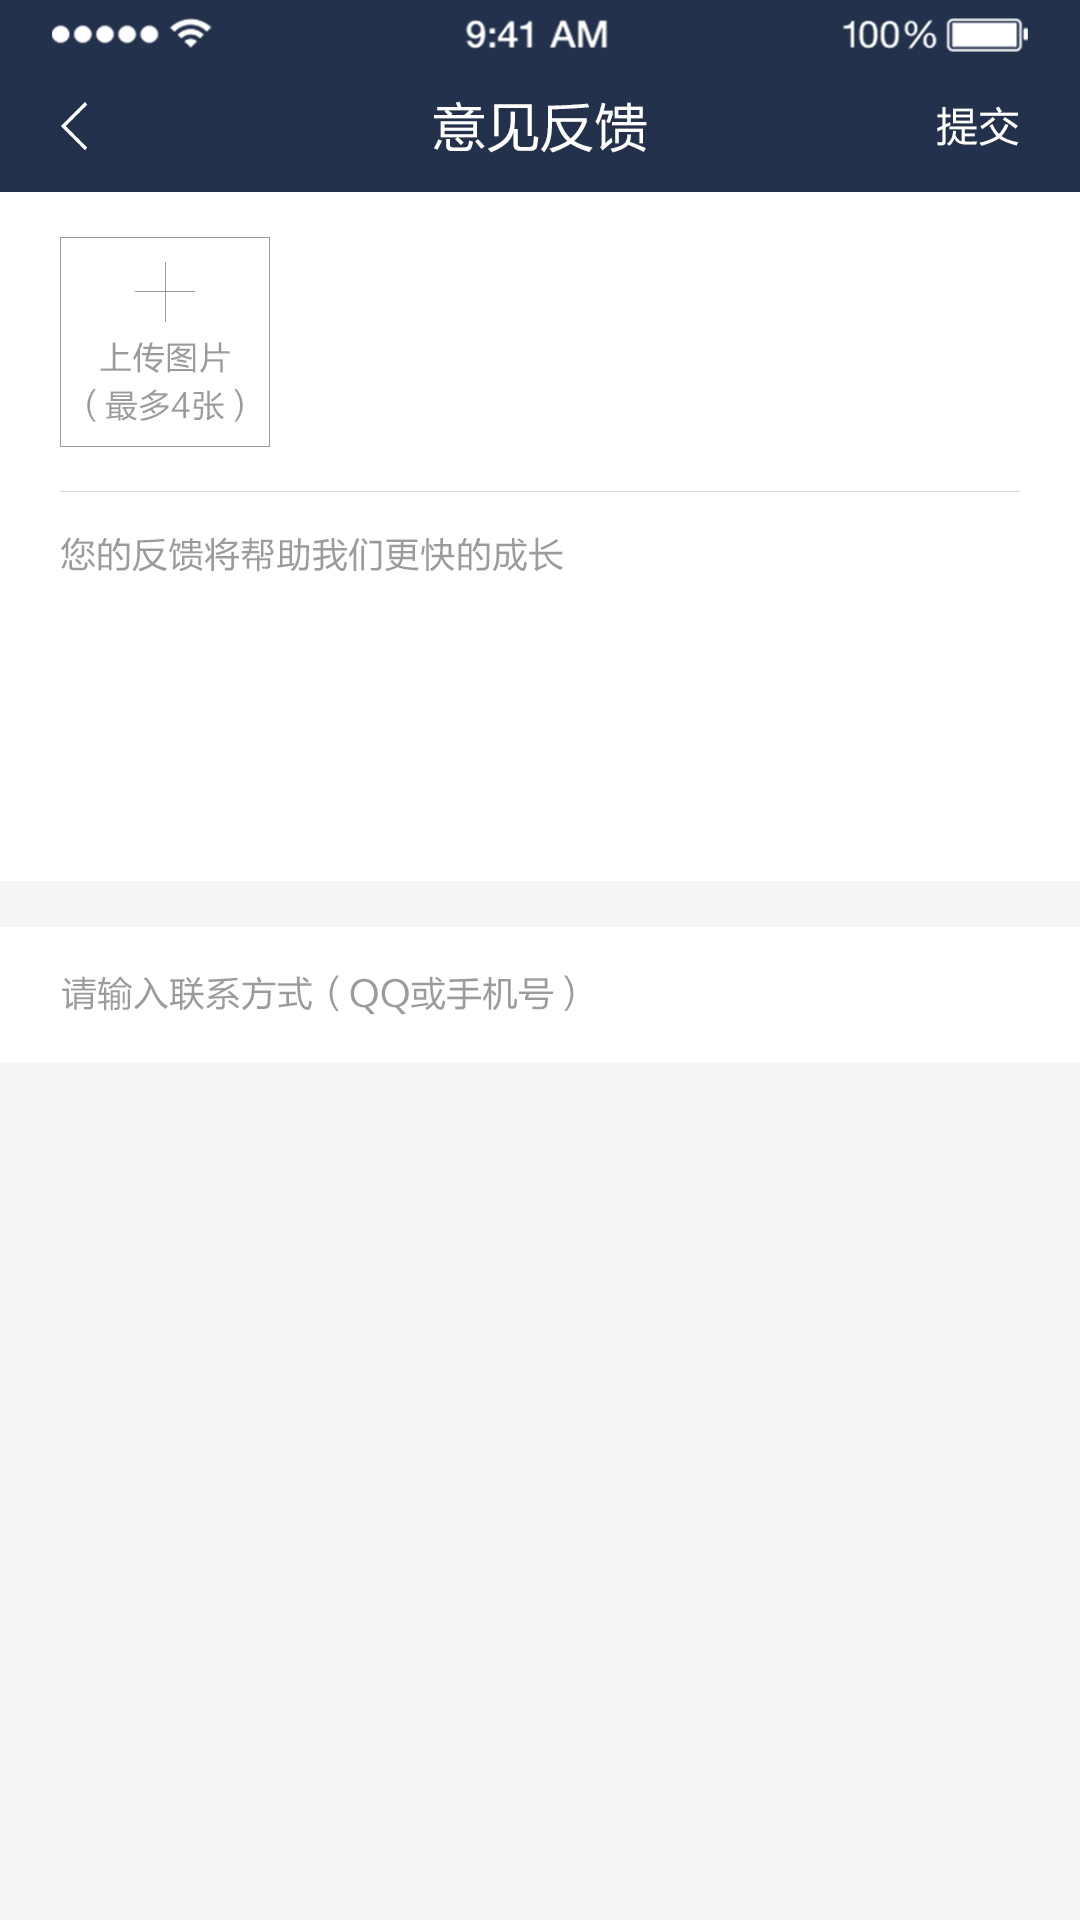 9:41 AM 100%
意见反馈 提交
上传图片
（最多4张）
您的反馈将帮助我们更快的成长
请输入联系方式（QQ或手机号）